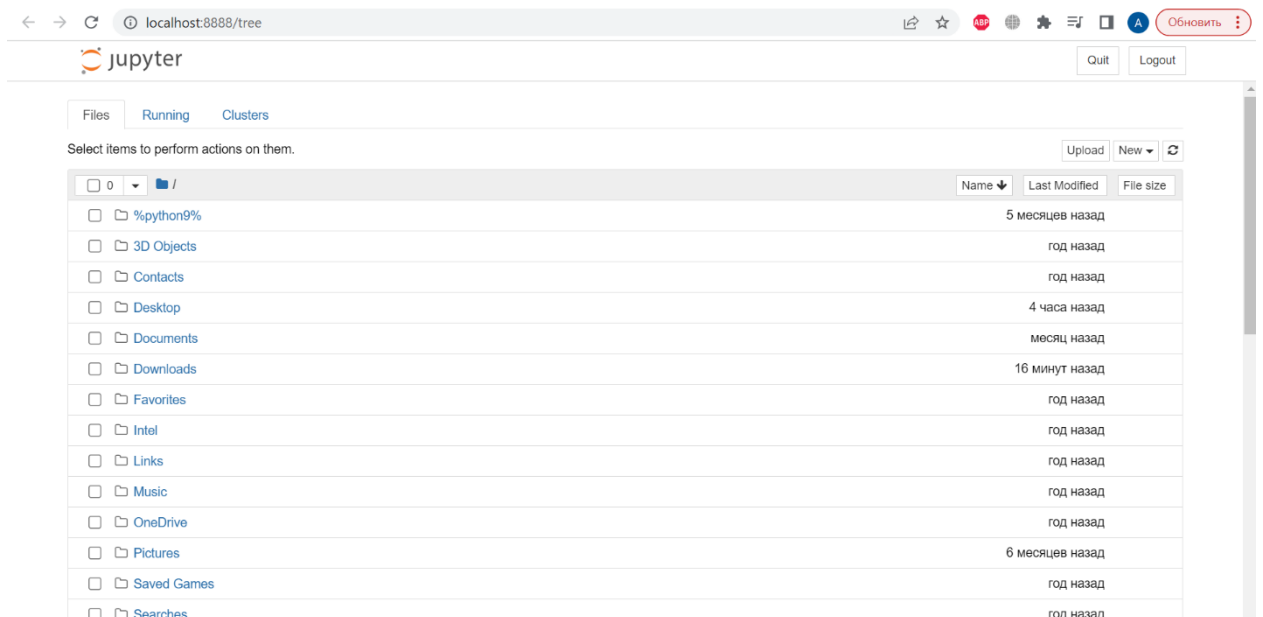 localhost:8888/tree
ABP
A
Обновить
jupyter
Quit
Logout
Files
Running
Clusters
Select items to perform actions on them.
Upload
New
0
/
Name
Last Modified
File size
%python9% 5 месяцев назад
3D Objects год назад
Contacts год назад
Desktop 4 часа назад
Documents месяц назад
Downloads 16 минут назад
Favorites год назад
Intel год назад
Links год назад
Music год назад
OneDrive год назад
Pictures 6 месяцев назад
Saved Games год назад
Searches год назад